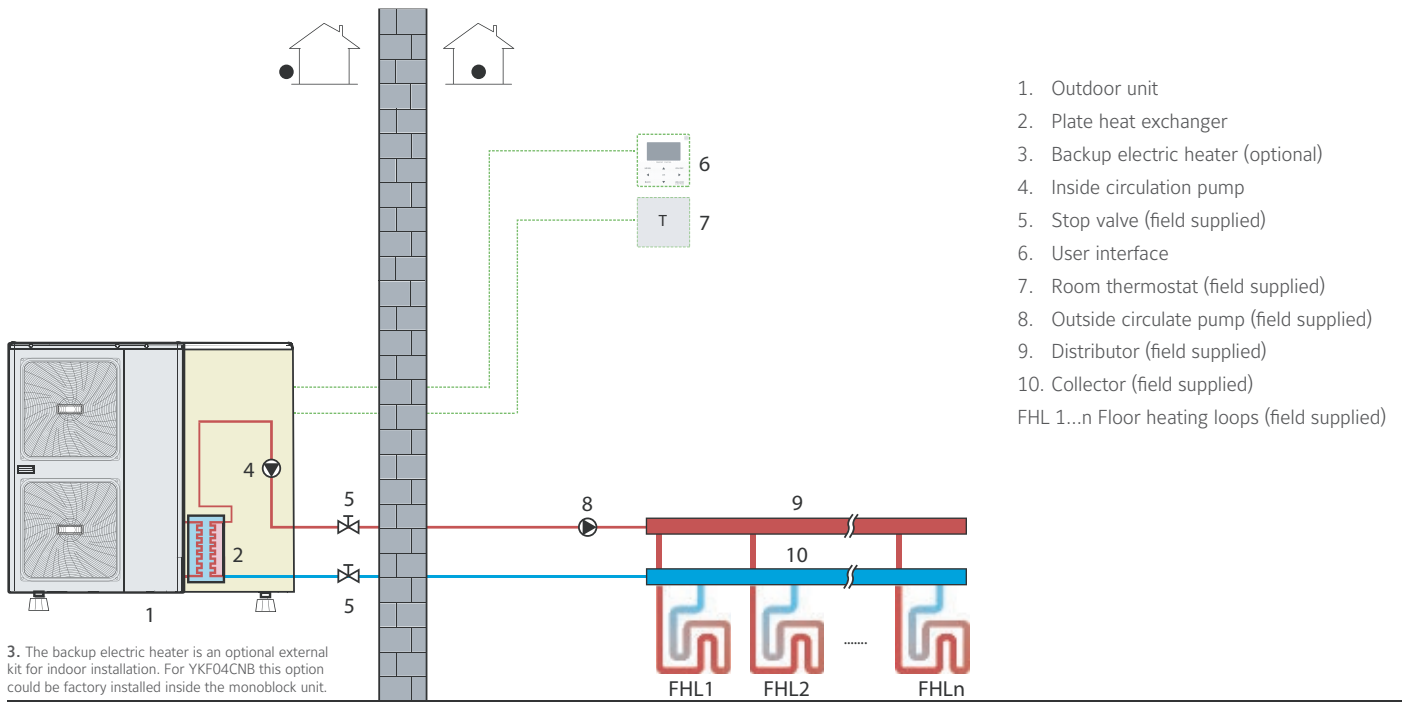 6
T
7
4
5
8
9
2
10
5
1
3. The backup electric heater is an optional external
kit for indoor installation. For YKF04CNB this option
could be factory installed inside the monoblock unit.
.......
FHL1 FHL2 FHLn
1. Outdoor unit
2. Plate heat exchanger
3. Backup electric heater (optional)
4. Inside circulation pump
5. Stop valve (field supplied)
6. User interface
7. Room thermostat (field supplied)
8. Outside circulate pump (field supplied)
9. Distributor (field supplied)
10. Collector (field supplied)
FHL 1...n Floor heating loops (field supplied)